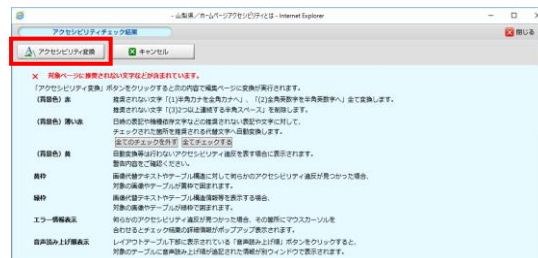 - 山梨県／ホームページアクセシビリティとは - Internet Explorer
アクセシビリティチェック結果
閉じる
アクセシビリティ変換
キャンセル
× 対象ページに推奨されない文字などが含まれています。
「アクセシビリティ変換」ボタンをクリックすると次の内容で編集ページに変換が実行されます。
(背景色) 赤 推奨されない文字「(1)半角カナを全角カナへ」、「(2)全角英数字を半角英数字へ」全て変換します。
推奨されない文字「(3)2つ以上連続する半角スペース」を削除します。
(背景色) 薄い赤 日時の表記や機種依存文字などの推奨されない表記や文字に対して、
チェックされた箇所を推奨される代替文字へ自動変換します。
全てのチェックを外す 全てチェックする
(背景色) 黄 自動変換等は行わないアクセシビリティ違反を表す場合に表示されます。
警告内容をご確認ください。
黄枠 画像代替テキストやテーブル構造に対して何らかのアクセシビリティ違反が見つかった場合、
対象の画像やテーブルが黄枠で囲まれます。
緑枠 画像代替テキストやテーブル構造情報等を表示する場合、
対象の画像やテーブルが緑枠で囲まれます。
エラー情報表示 何らかのアクセシビリティ違反が見つかった場合、その箇所にマウスカーソルを
合わせるとチェック結果の詳細情報がポップアップ表示されます。
音声読み上げ順表示 レイアウトテーブル下部に表示されている「音声読み上げ順」ボタンをクリックすると、
対象のテーブルに音声読み上げ順が追記された情報が別ウィンドウで表示されます。